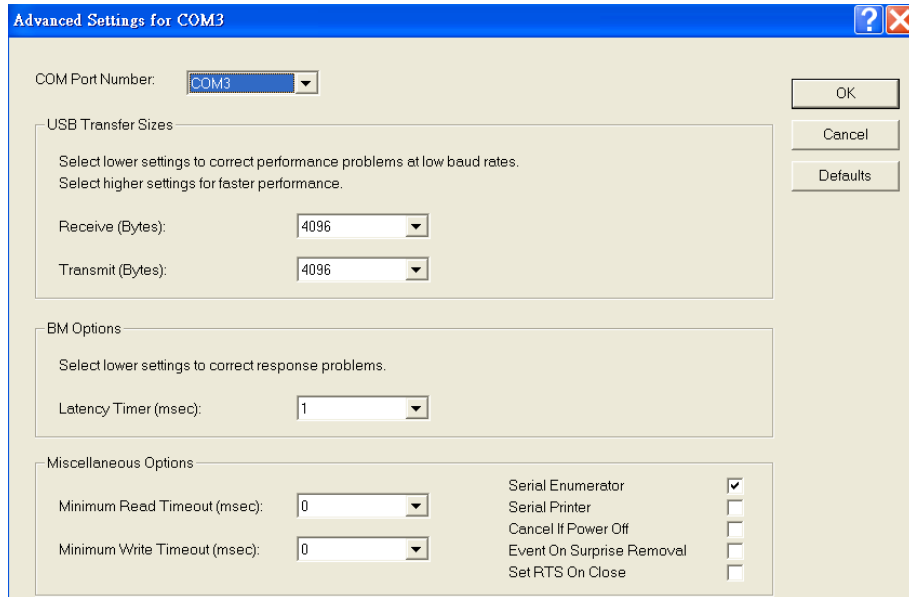 Advanced Settings for COM3
COM Port Number: COM3
OK
Cancel
Defaults
USB Transfer Sizes
Select lower settings to correct performance problems at low baud rates.
Select higher settings for faster performance.
Receive (Bytes): 4096
Transmit (Bytes): 4096
BM Options
Select lower settings to correct response problems.
Latency Timer (msec): 1
Miscellaneous Options
Minimum Read Timeout (msec): 0
Minimum Write Timeout (msec): 0
Serial Enumerator
Serial Printer
Cancel If Power Off
Event On Surprise Removal
Set RTS On Close